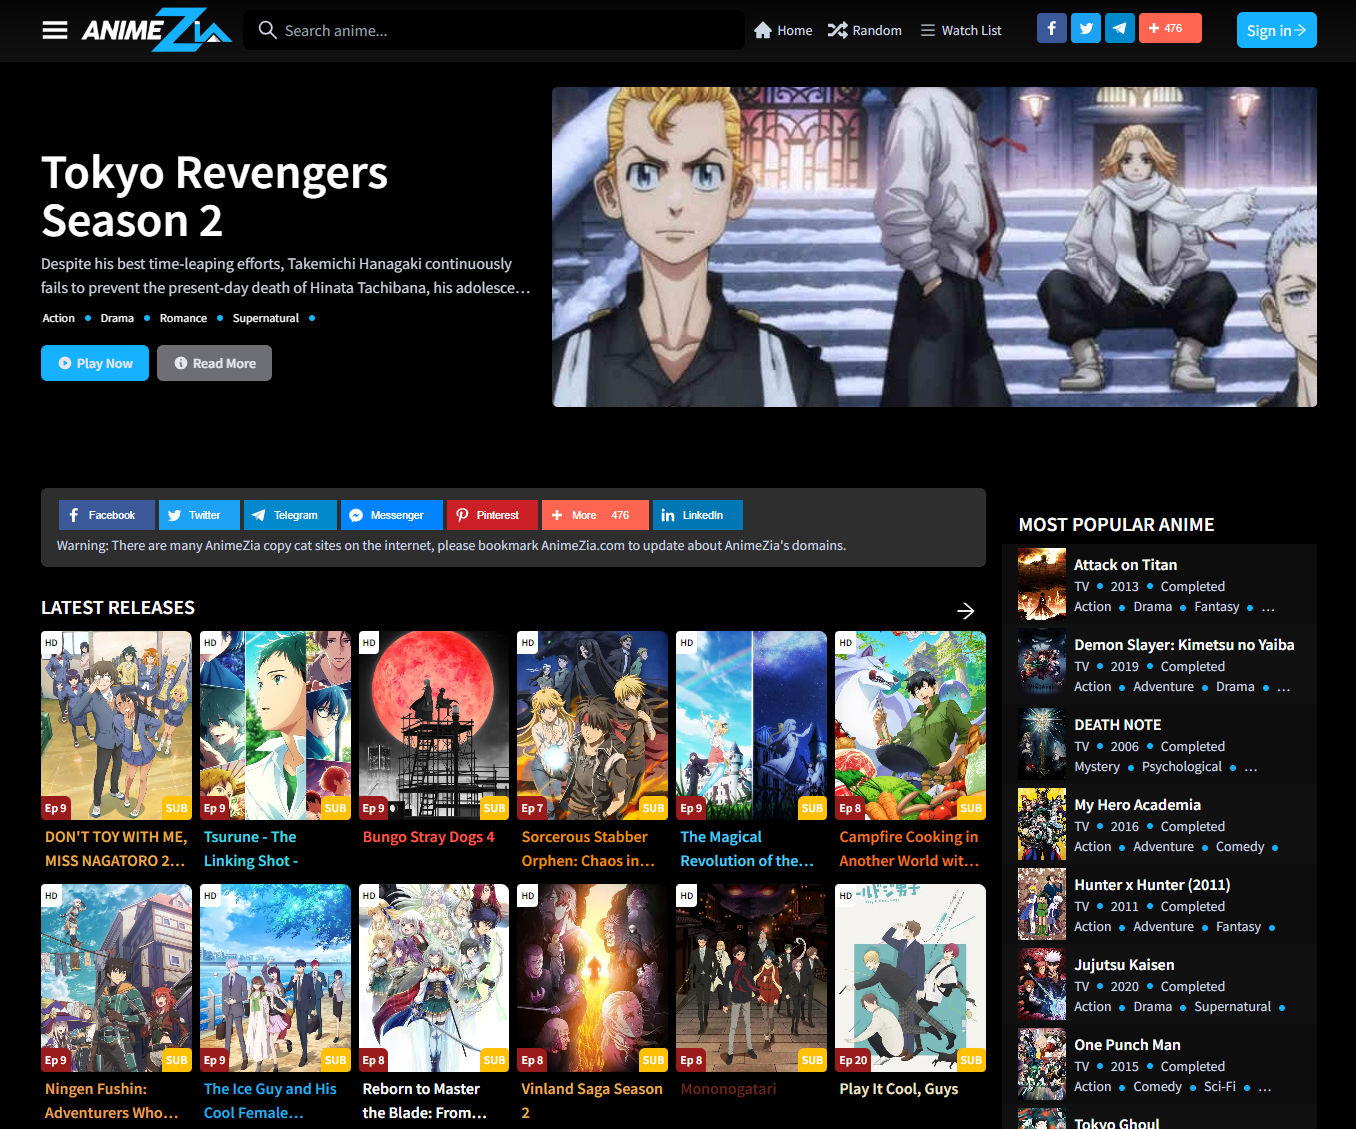 ANIMEZia
Search anime...
Home
Random
Watch List
476
Sign in
Tokyo Revengers
Season 2
Despite his best time-leaping efforts, Takemichi Hanagaki continuously
fails to prevent the present-day death of Hinata Tachibana, his adolesce...
Action Drama Romance Supernatural
Play Now
Read More
Facebook
Twitter
Telegram
Messenger
Pinterest
More 476
LinkedIn
Warning: There are many AnimeZia copy cat sites on the internet, please bookmark AnimeZia.com to update about AnimeZia's domains.
LATEST RELEASES
HD
Ep 9
SUB
DON'T TOY WITH ME,
MISS NAGATORO 2...
HD
Ep 9
SUB
Tsurune - The
Linking Shot -
HD
Ep 9
SUB
Bungo Stray Dogs 4
HD
Ep 7
SUB
Sorcerous Stabber
Orphen: Chaos in...
HD
Ep 9
SUB
The Magical
Revolution of the...
HD
Ep 8
SUB
Campfire Cooking in
Another World wit...
HD
Ep 9
SUB
Ningen Fushin:
Adventurers Who...
HD
Ep 9
SUB
The Ice Guy and His
Cool Female...
HD
Ep 8
SUB
Reborn to Master
the Blade: From...
HD
Ep 8
SUB
Vinland Saga Season
2
HD
Ep 8
SUB
Mononogatari
HD
Ep 20
SUB
Play It Cool, Guys
MOST POPULAR ANIME
Attack on Titan
TV 2013 Completed
Action Drama Fantasy ...
Demon Slayer: Kimetsu no Yaiba
TV 2019 Completed
Action Adventure Drama ...
DEATH NOTE
TV 2006 Completed
Mystery Psychological ...
My Hero Academia
TV 2016 Completed
Action Adventure Comedy
Hunter x Hunter (2011)
TV 2011 Completed
Action Adventure Fantasy
Jujutsu Kaisen
TV 2020 Completed
Action Drama Supernatural
One Punch Man
TV 2015 Completed
Action Comedy Sci-Fi ...
Tokyo Ghoul